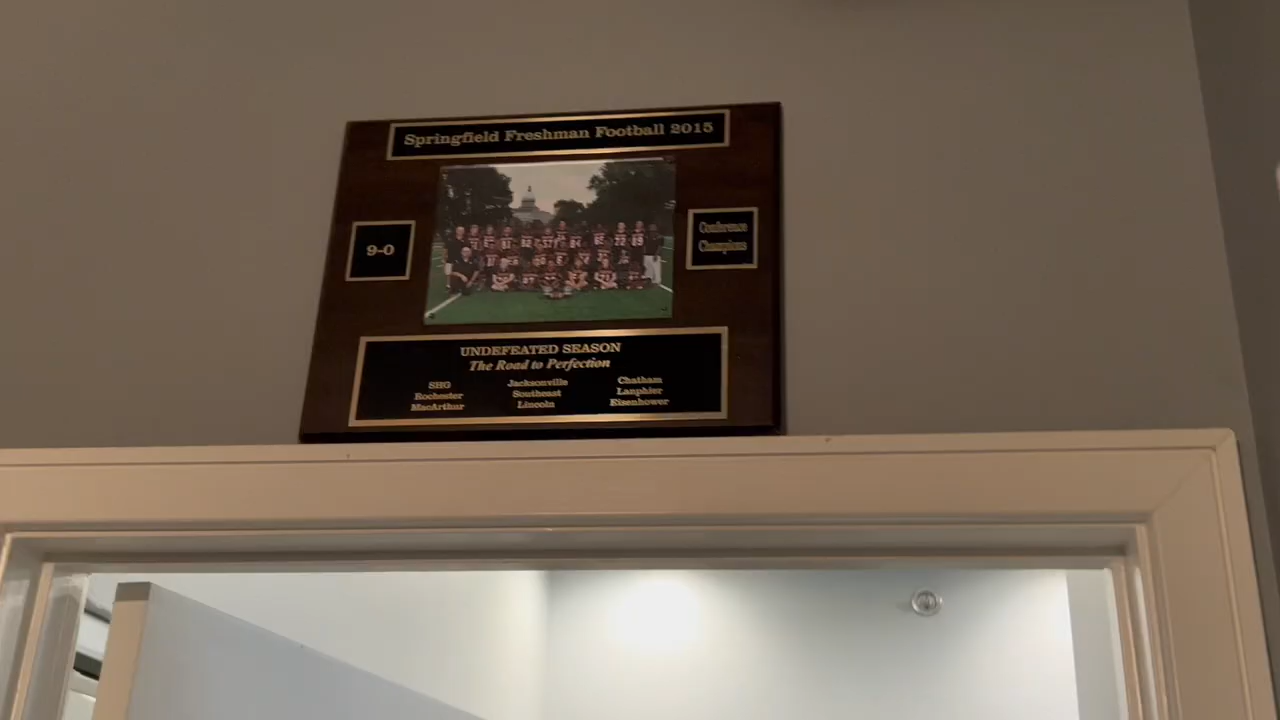 Springfield Freshman Football 2015
9-0
Conference
Champions
UNDEFEATED SEASON
The Road to Perfection
SHG Jacksonville Chatham
Rochester Southeast Lanphier
MacArthur Lincoln Eisenhower